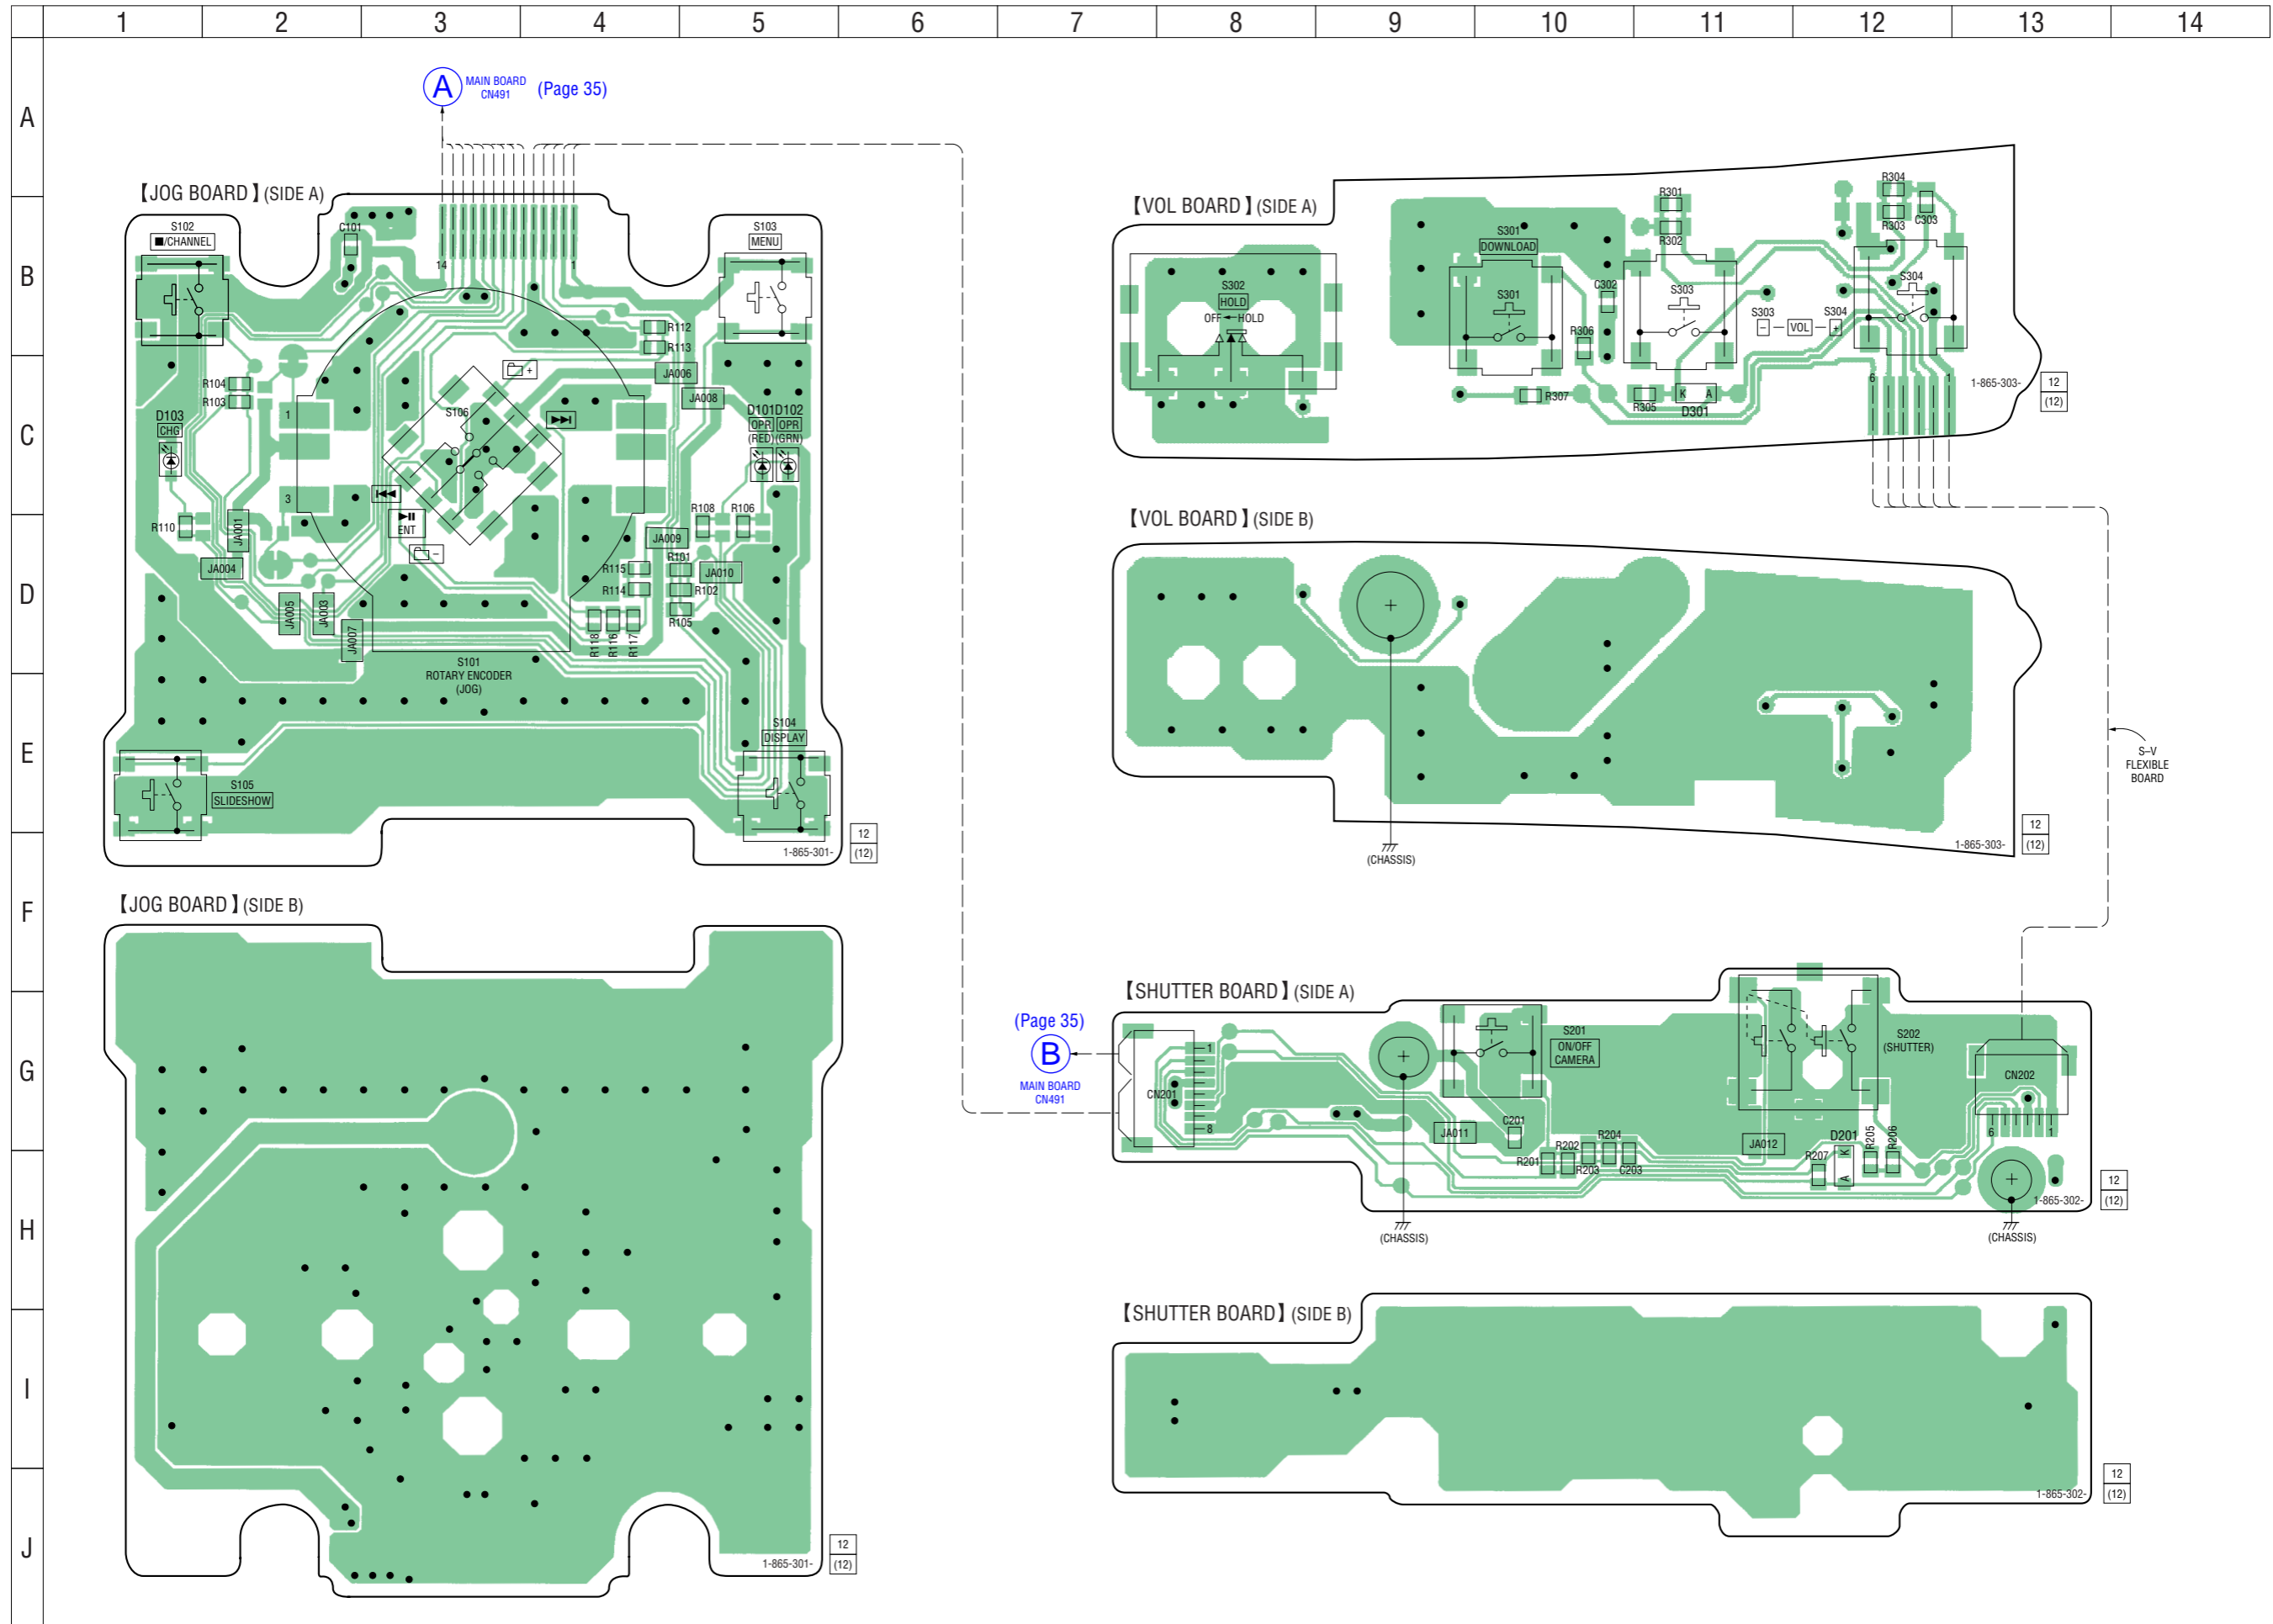 1 2 3 4 5 6 7 8 9 10 11 12 13 14
A
B
C
D
E
F
G
H
I
J
A MAIN BOARD CN491 (Page 35)
【JOG BOARD】(SIDE A)
S102
■/CHANNEL
C101
S103
MENU
14
1
R112
R113
JA006
JA008
R104
R103
1
3
S106
+
▶▶I
D103
CHG
D101 D102
OPR OPR
(RED) (GRN)
I◀◀
▶II
ENT
−
R110
JA001
JA004
JA005
JA003
JA007
R108
R106
JA009
R101
JA010
R115
R114
R102
R105
R118
R116
R117
S101
ROTARY ENCODER
(JOG)
S104
DISPLAY
S105
SLIDESHOW
1-865-301-
12
(12)
【JOG BOARD】(SIDE B)
1-865-301-
12
(12)
【VOL BOARD】(SIDE A)
S302
HOLD
OFF ← HOLD
S301
DOWNLOAD
S301
C302
R306
R307
R301
R302
S303
S303
S304
− VOL +
R305
K A
D301
R304
R303
C303
S304
6
1
1-865-303-
12
(12)
【VOL BOARD】(SIDE B)
(CHASSIS)
1-865-303-
12
(12)
S–V
FLEXIBLE
BOARD
【SHUTTER BOARD】(SIDE A)
(Page 35)
B
MAIN BOARD
CN491
CN201
1
8
S201
ON/OFF
CAMERA
S202
(SHUTTER)
CN202
6
1
JA011
C201
R201
R202
R203
R204
C203
JA012
R207
D201
K
A
R205
R206
1-865-302-
12
(12)
(CHASSIS)
(CHASSIS)
【SHUTTER BOARD】(SIDE B)
1-865-302-
12
(12)